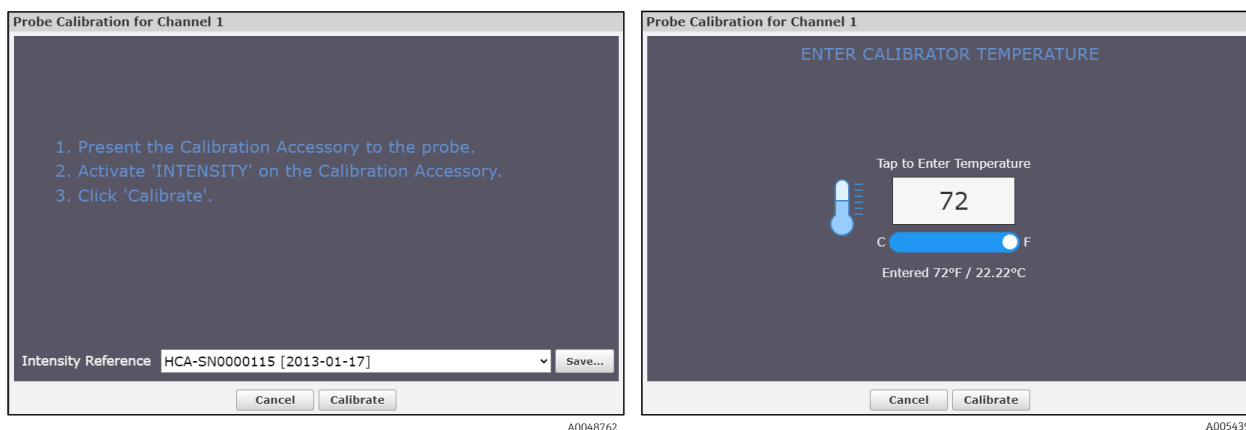 Probe Calibration for Channel 1
1. Present the Calibration Accessory to the probe.
2. Activate 'INTENSITY' on the Calibration Accessory.
3. Click 'Calibrate'.
Intensity Reference HCA-SN0000115 [2013-01-17] Save...
Cancel Calibrate
A0048762
Probe Calibration for Channel 1
ENTER CALIBRATOR TEMPERATURE
Tap to Enter Temperature
72
C F
Entered 72°F / 22.22°C
Cancel Calibrate